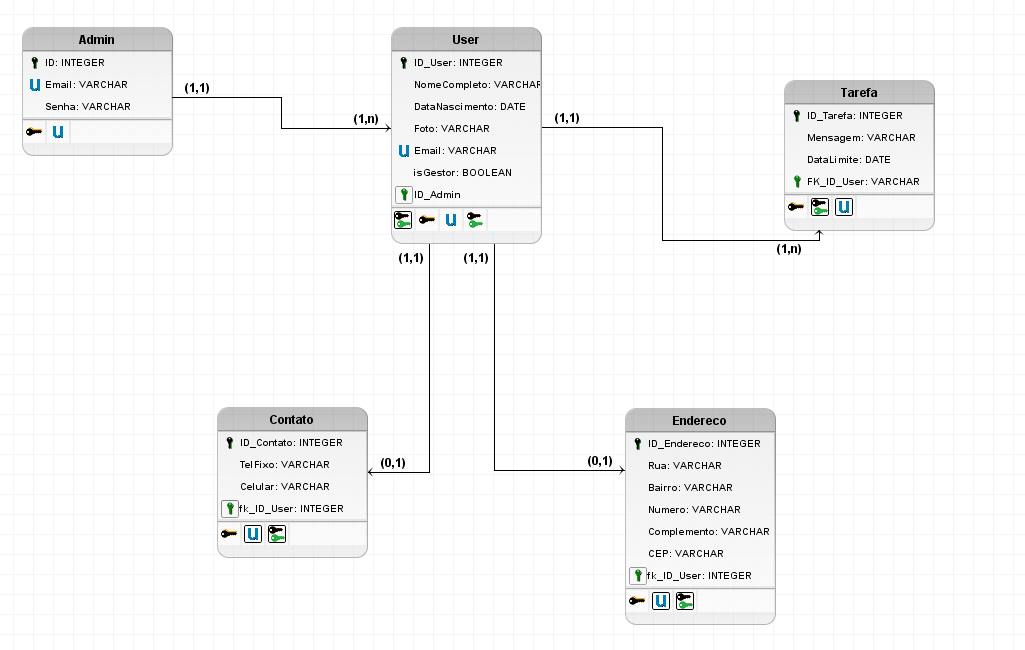 Admin
ID: INTEGER
Email: VARCHAR
Senha: VARCHAR
(1,1)
(1,n)
User
ID_User: INTEGER
NomeCompleto: VARCHAR
DataNascimento: DATE
Foto: VARCHAR
Email: VARCHAR
isGestor: BOOLEAN
ID_Admin
(1,1)
(1,n)
Tarefa
ID_Tarefa: INTEGER
Mensagem: VARCHAR
DataLimite: DATE
FK_ID_User: VARCHAR
(1,1)
(1,1)
(0,1)
(0,1)
Contato
ID_Contato: INTEGER
TelFixo: VARCHAR
Celular: VARCHAR
fk_ID_User: INTEGER
Endereco
ID_Endereco: INTEGER
Rua: VARCHAR
Bairro: VARCHAR
Numero: VARCHAR
Complemento: VARCHAR
CEP: VARCHAR
fk_ID_User: INTEGER